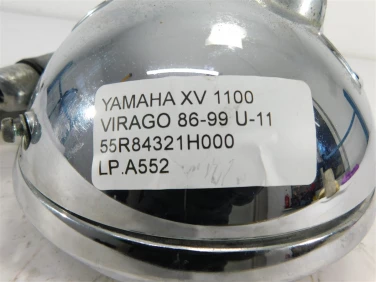 YAMAHA XV 1100
VIRAGO 86-99 U-11
55R84321H000
LP.A552